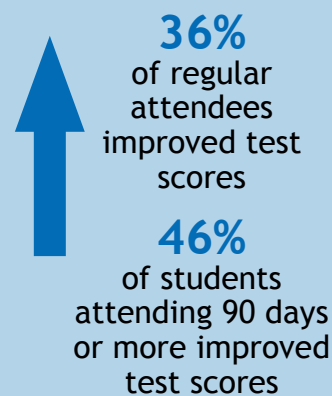 36%
of regular
attendees
improved test
scores
46%
of students
attending 90 days
or more improved
test scores